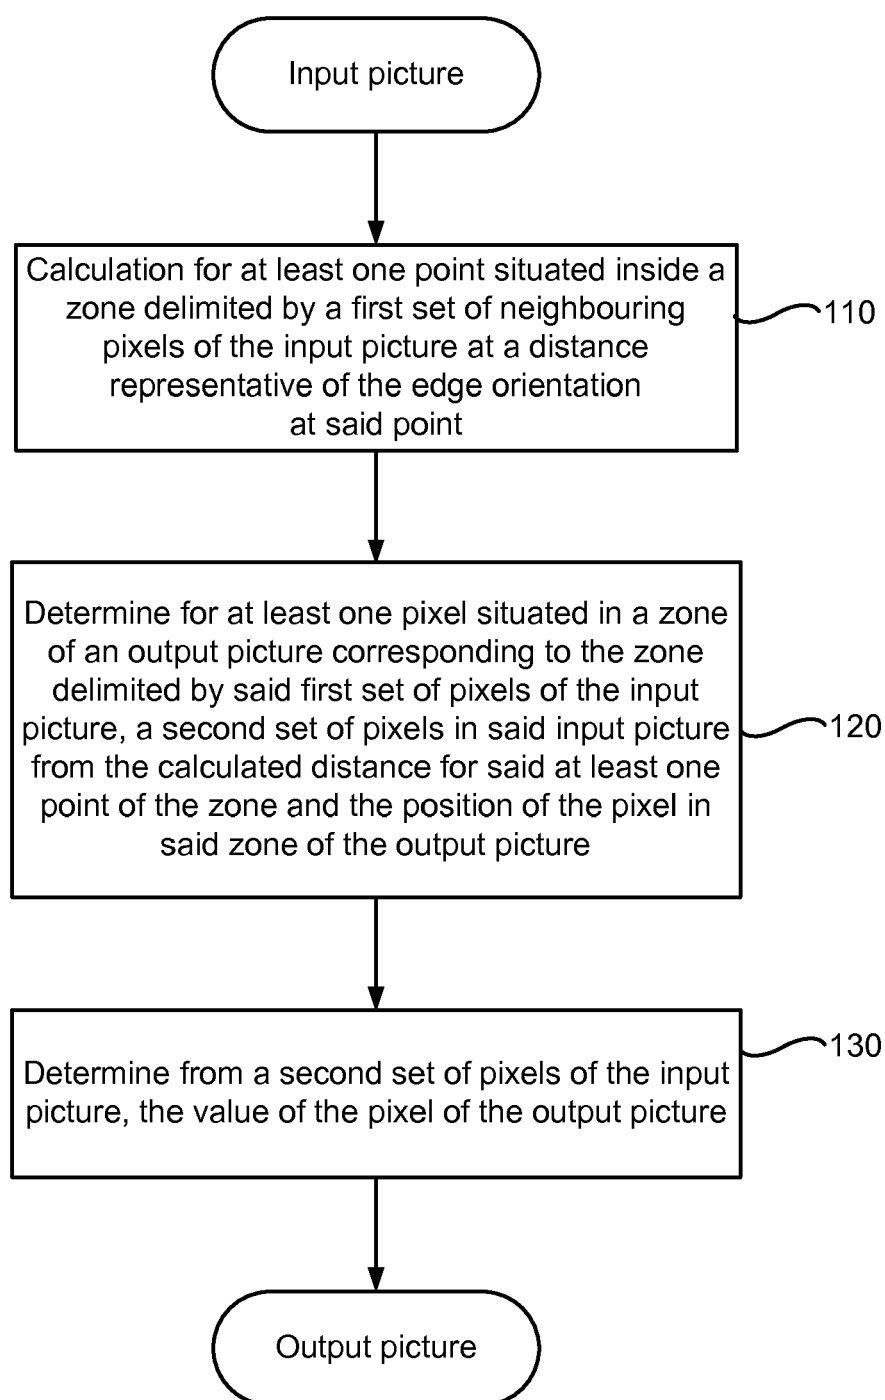 Input picture
Calculation for at least one point situated inside a
zone delimited by a first set of neighbouring
pixels of the input picture at a distance
representative of the edge orientation
at said point
110
Determine for at least one pixel situated in a zone
of an output picture corresponding to the zone
delimited by said first set of pixels of the input
picture, a second set of pixels in said input picture
from the calculated distance for said at least one
point of the zone and the position of the pixel in
said zone of the output picture
120
Determine from a second set of pixels of the input
picture, the value of the pixel of the output picture
130
Output picture